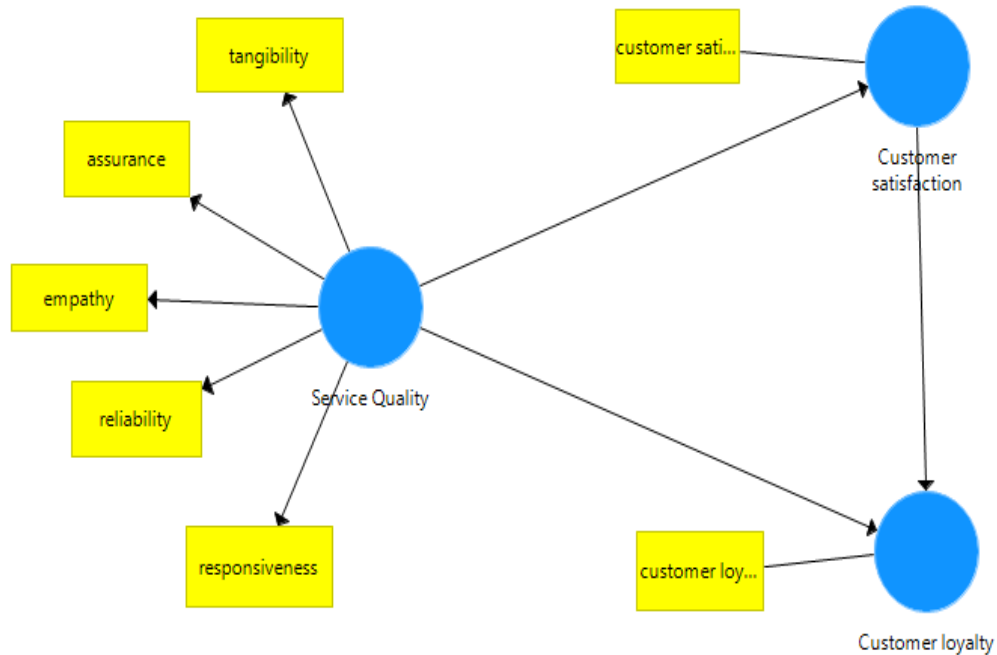 tangibility
customer sati...
assurance
Customer
satisfaction
empathy
Service Quality
reliability
responsiveness
customer loy...
Customer loyalty